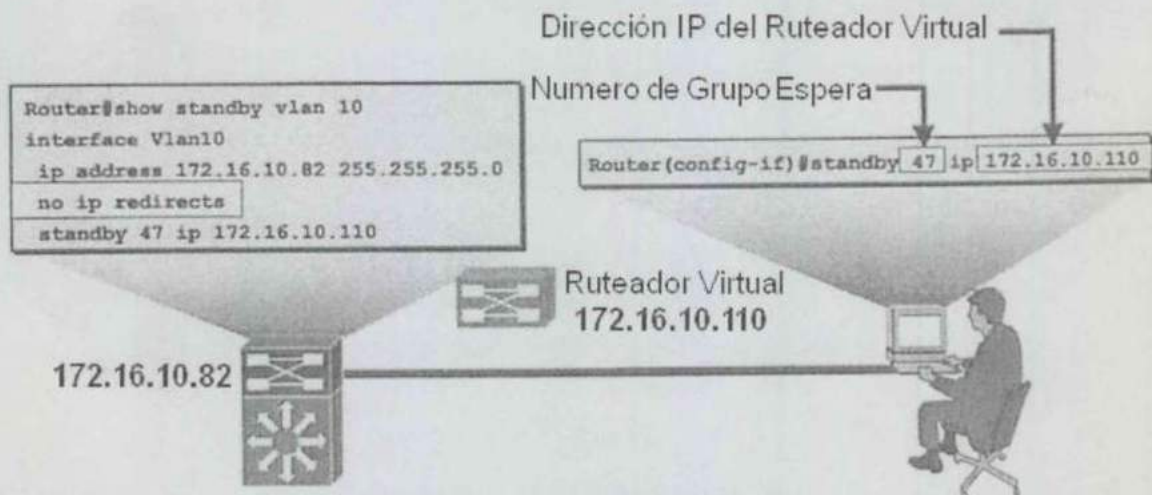 Dirección IP del Ruteador Virtual
Numero de Grupo Espera
Router#show standby vlan 10
interface Vlan10
ip address 172.16.10.82 255.255.255.0
no ip redirects
standby 47 ip 172.16.10.110
Router(config-if)#standby 47 ip 172.16.10.110
Ruteador Virtual
172.16.10.110
172.16.10.82